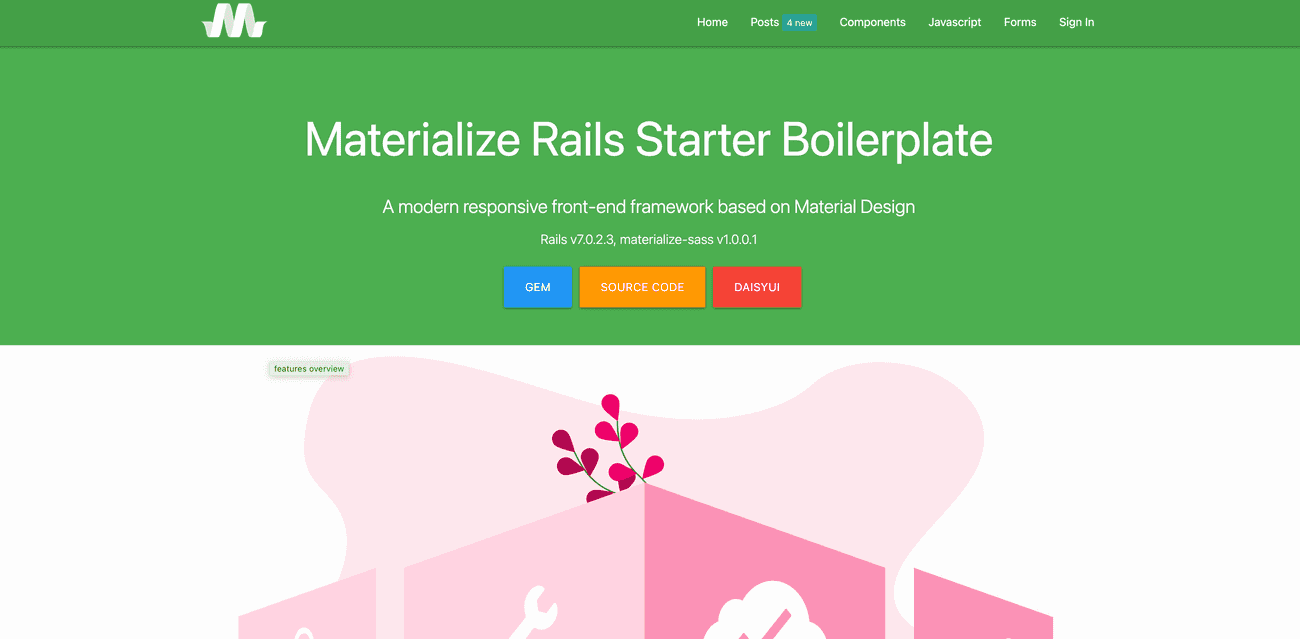 Home Posts 4 new Components Javascript Forms Sign In
Materialize Rails Starter Boilerplate
A modern responsive front-end framework based on Material Design
Rails v7.0.2.3, materialize-sass v1.0.0.1
GEM SOURCE CODE DAISYUI
features overview